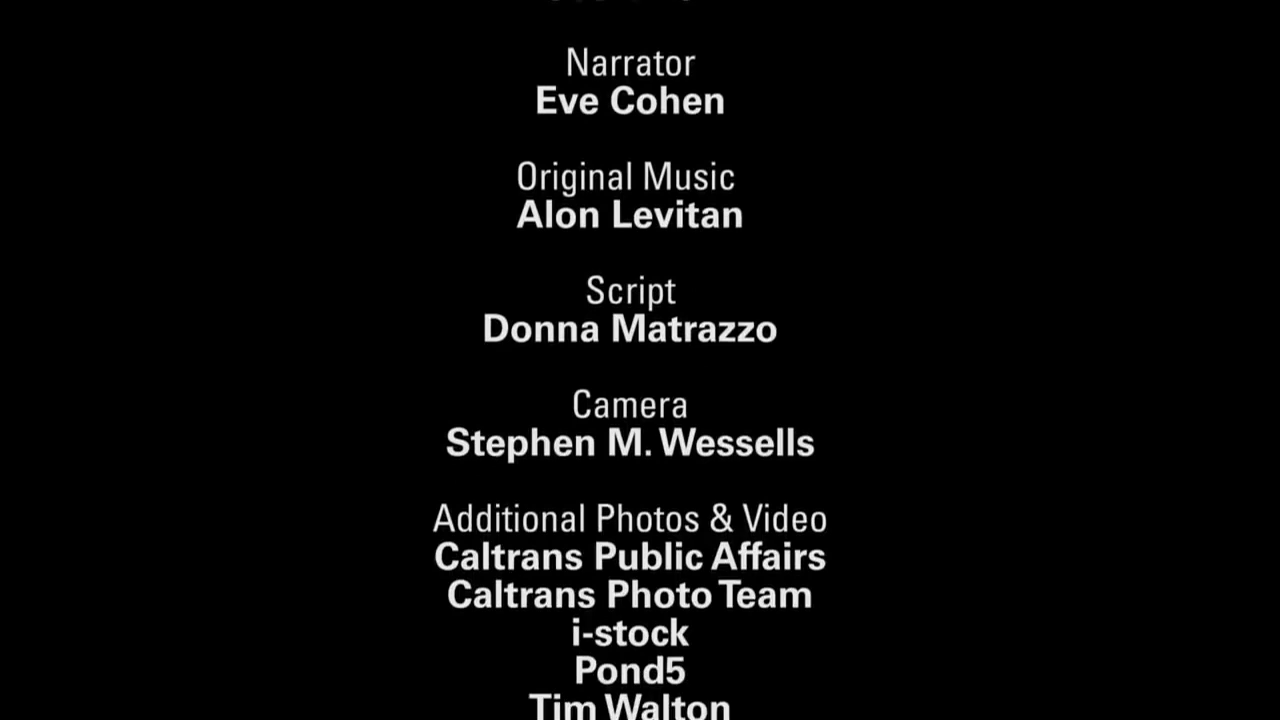 Narrator
Eve Cohen
Original Music
Alon Levitan
Script
Donna Matrazzo
Camera
Stephen M. Wessells
Additional Photos & Video
Caltrans Public Affairs
Caltrans Photo Team
i-stock
Pond5
Tim Walton